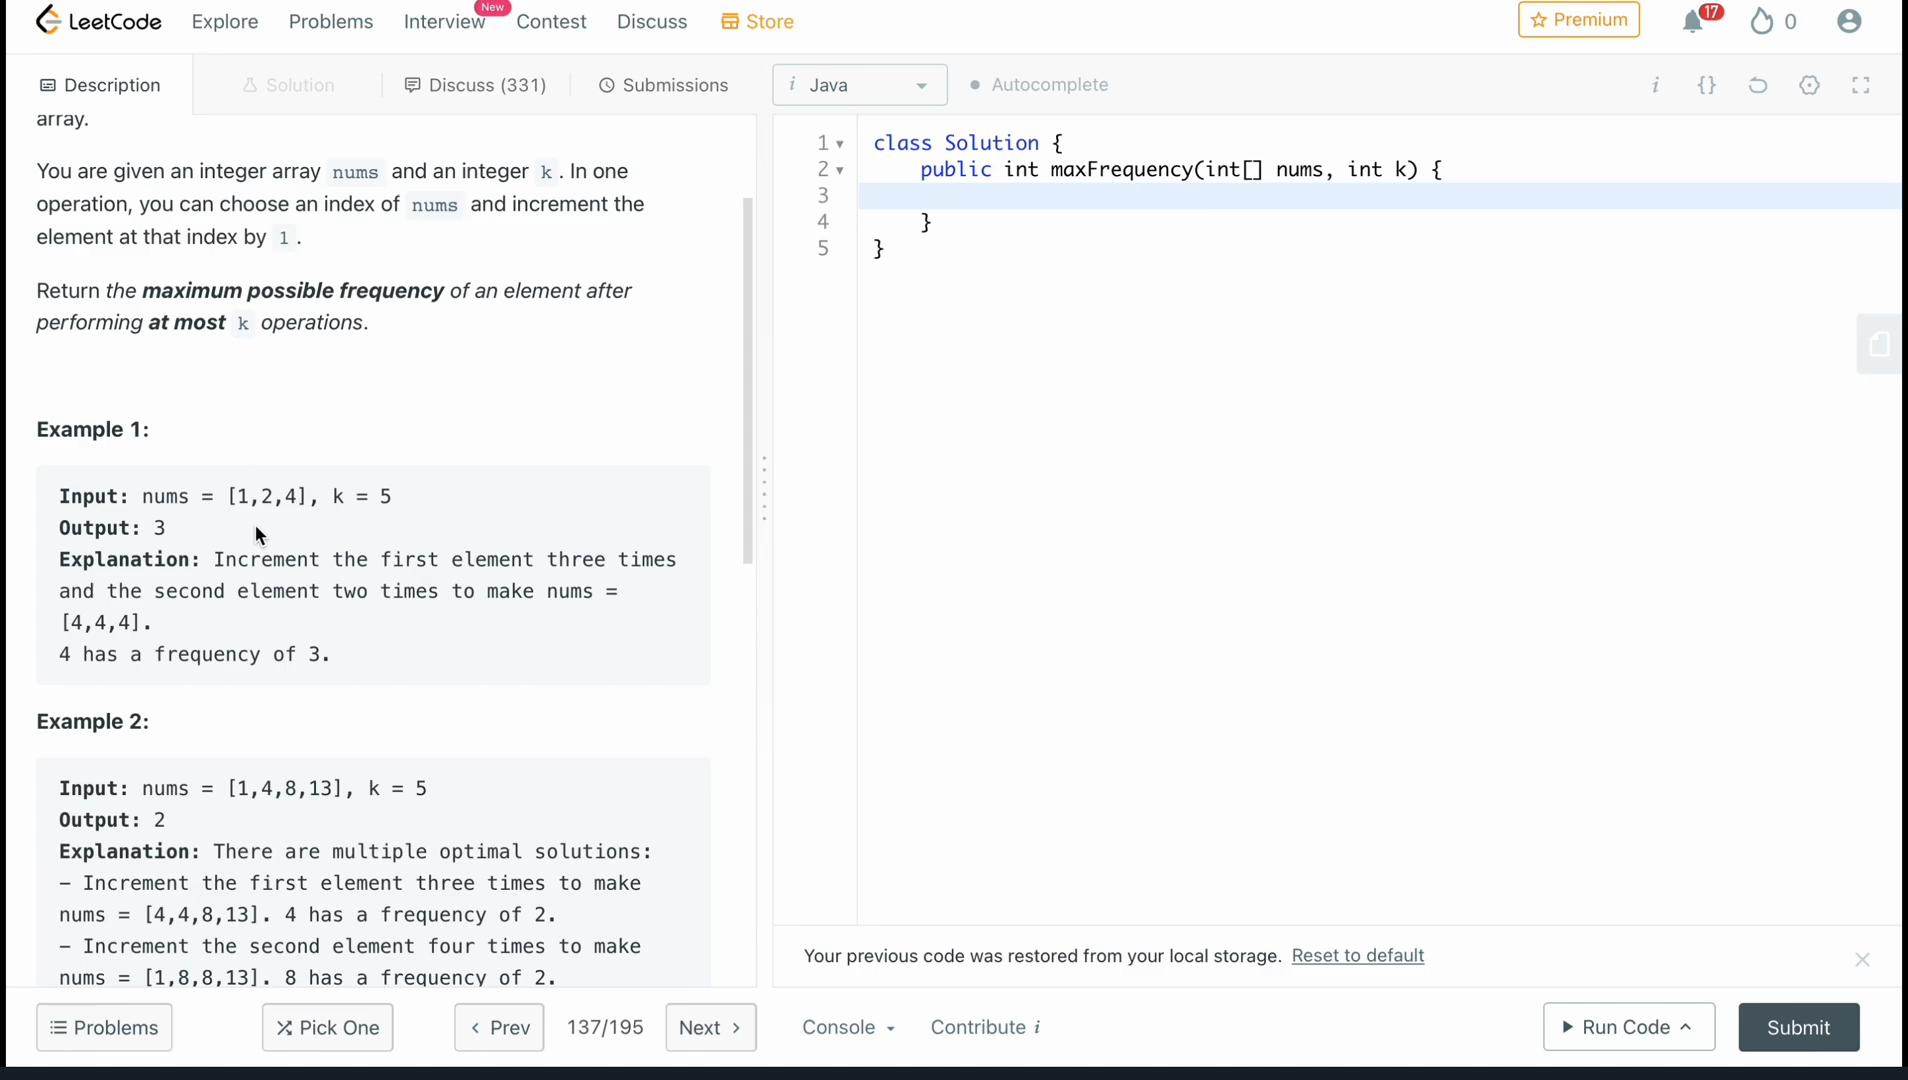 LeetCode Explore Problems Interview New Contest Discuss Store Premium 17 0
Description Solution Discuss (331) Submissions i Java Autocomplete i {}
array.
You are given an integer array nums and an integer k. In one
operation, you can choose an index of nums and increment the
element at that index by 1.
Return the maximum possible frequency of an element after
performing at most k operations.
Example 1:
Input: nums = [1,2,4], k = 5
Output: 3
Explanation: Increment the first element three times
and the second element two times to make nums =
[4,4,4].
4 has a frequency of 3.
Example 2:
Input: nums = [1,4,8,13], k = 5
Output: 2
Explanation: There are multiple optimal solutions:
– Increment the first element three times to make
nums = [4,4,8,13]. 4 has a frequency of 2.
– Increment the second element four times to make
nums = [1,8,8,13]. 8 has a frequency of 2.
1 class Solution {
2 public int maxFrequency(int[] nums, int k) {
3
4 }
5 }
Your previous code was restored from your local storage. Reset to default
Problems Pick One Prev 137/195 Next Console Contribute i Run Code Submit